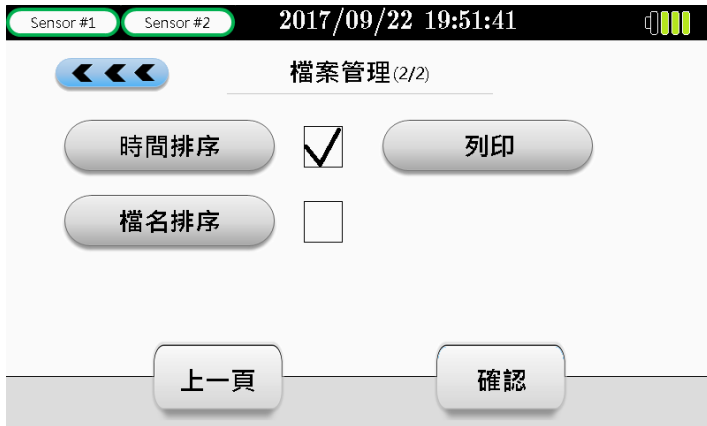 Sensor #1 Sensor #2 2017/09/22 19:51:41
檔案管理(2/2)
時間排序 列印
檔名排序
上一頁 確認